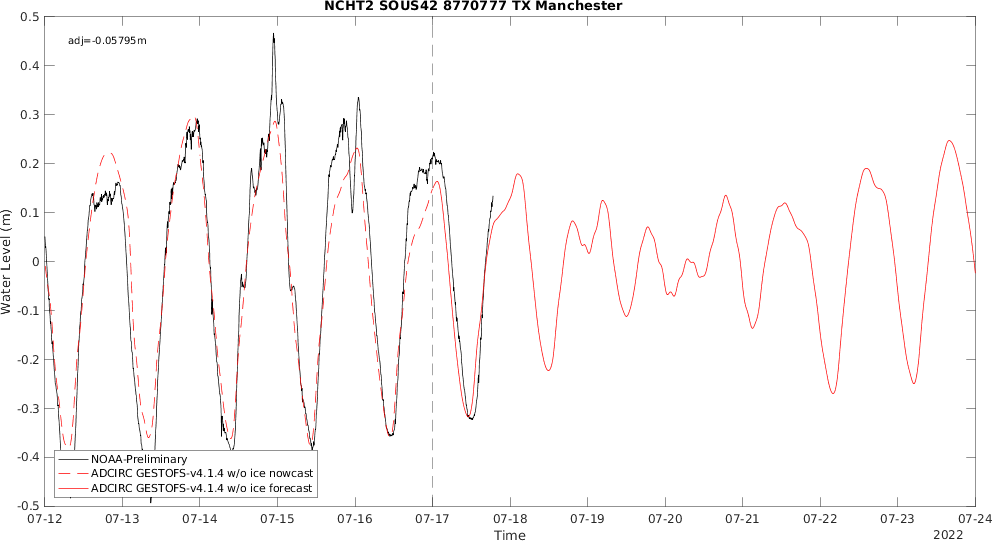 NCHT2 SOUS42 8770777 TX Manchester
adj=-0.05795m
Water Level (m)
0.5
0.4
0.3
0.2
0.1
0
-0.1
-0.2
-0.3
-0.4
-0.5
NOAA-Preliminary
ADCIRC GESTOFS-v4.1.4 w/o ice nowcast
ADCIRC GESTOFS-v4.1.4 w/o ice forecast
07-12 07-13 07-14 07-15 07-16 07-17 07-18 07-19 07-20 07-21 07-22 07-23 07-24
Time
2022